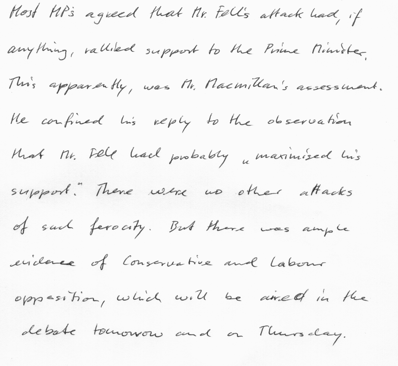 Most MPs agreed that Mr. Fell's attack had, if
anything, rallied support to the Prime Minister.
This apparently, was Mr. Macmillan's assessment.
He confined his reply to the observation
that Mr. Fell had probably „maximised his
support." There were no other attacks
of such ferocity. But there was ample
evidence of Conservative and Labour
opposition, which will be aired in the
debate tomorrow and on Thursday.